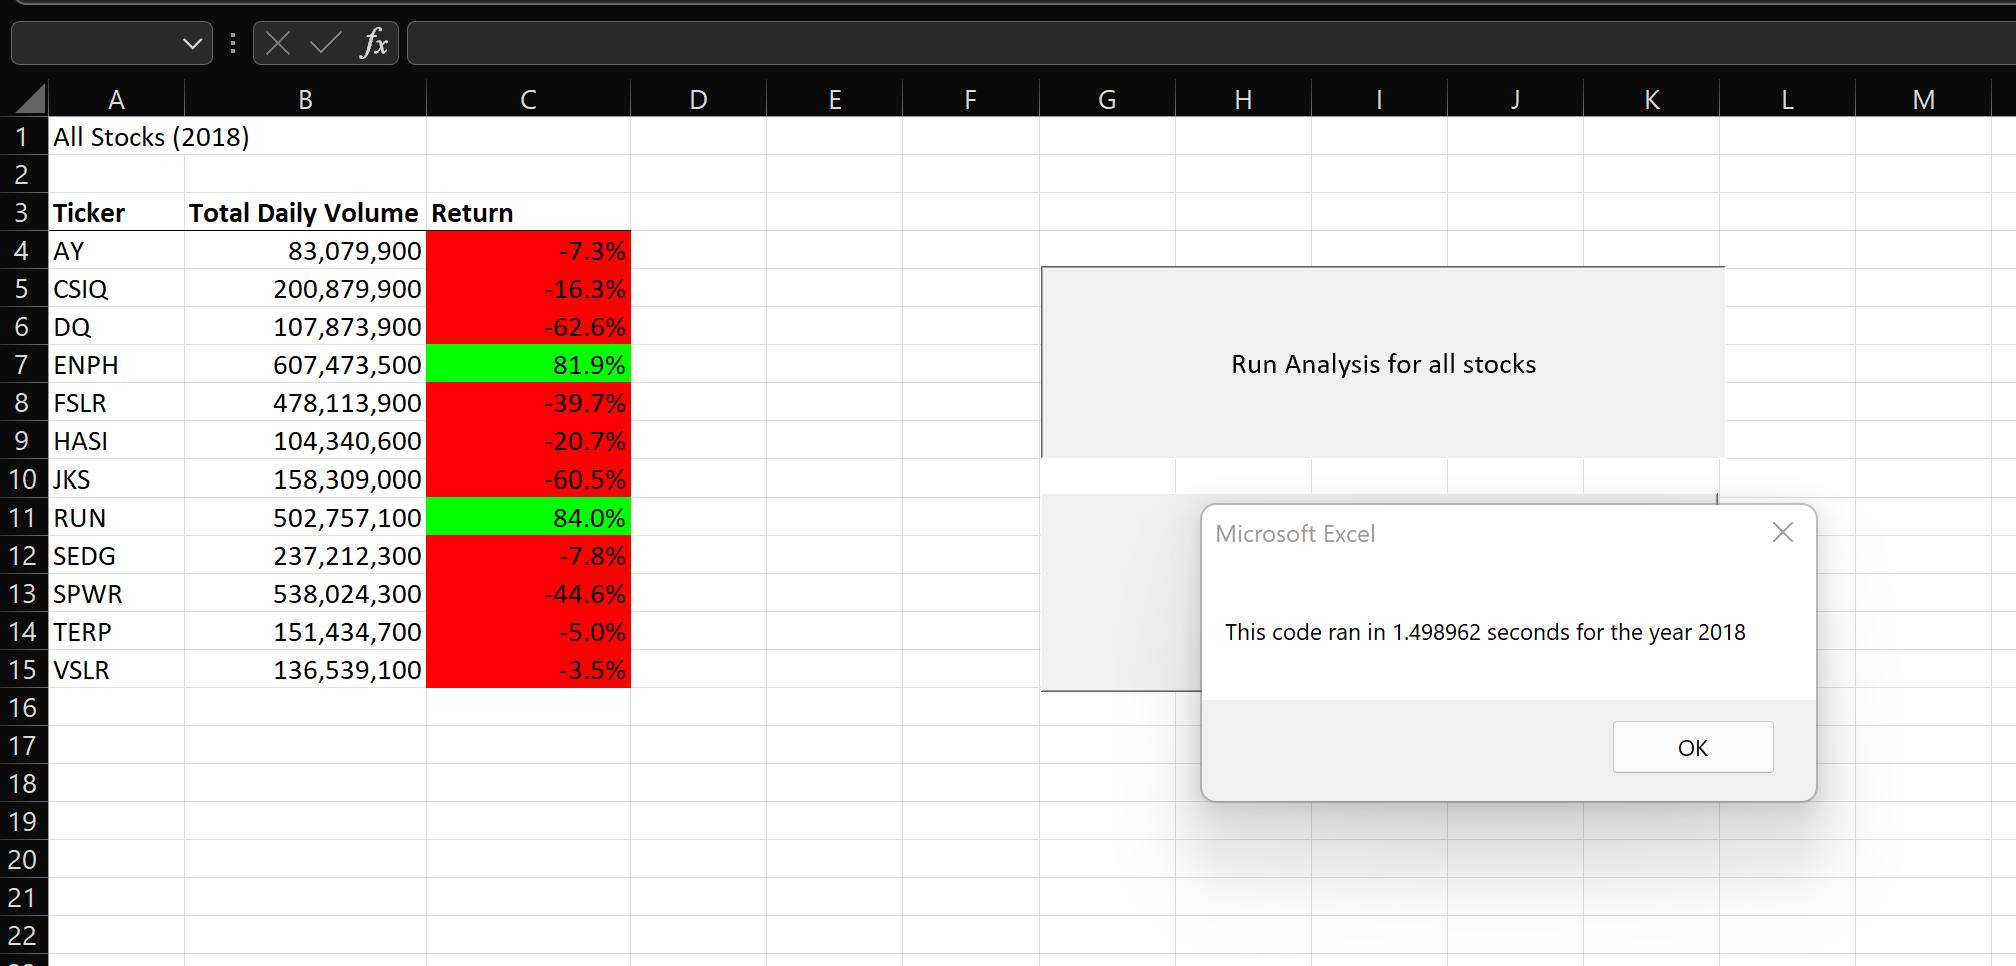 fx
A B C D E F G H I J K L M
1 All Stocks (2018)
2
3 Ticker Total Daily Volume Return
4 AY 83,079,900 -7.3%
5 CSIQ 200,879,900 -16.3%
6 DQ 107,873,900 -62.6%
7 ENPH 607,473,500 81.9%
8 FSLR 478,113,900 -39.7%
9 HASI 104,340,600 -20.7%
10 JKS 158,309,000 -60.5%
11 RUN 502,757,100 84.0%
12 SEDG 237,212,300 -7.8%
13 SPWR 538,024,300 -44.6%
14 TERP 151,434,700 -5.0%
15 VSLR 136,539,100 -3.5%
16
17
18
19
20
21
22
Run Analysis for all stocks
Microsoft Excel
This code ran in 1.498962 seconds for the year 2018
OK